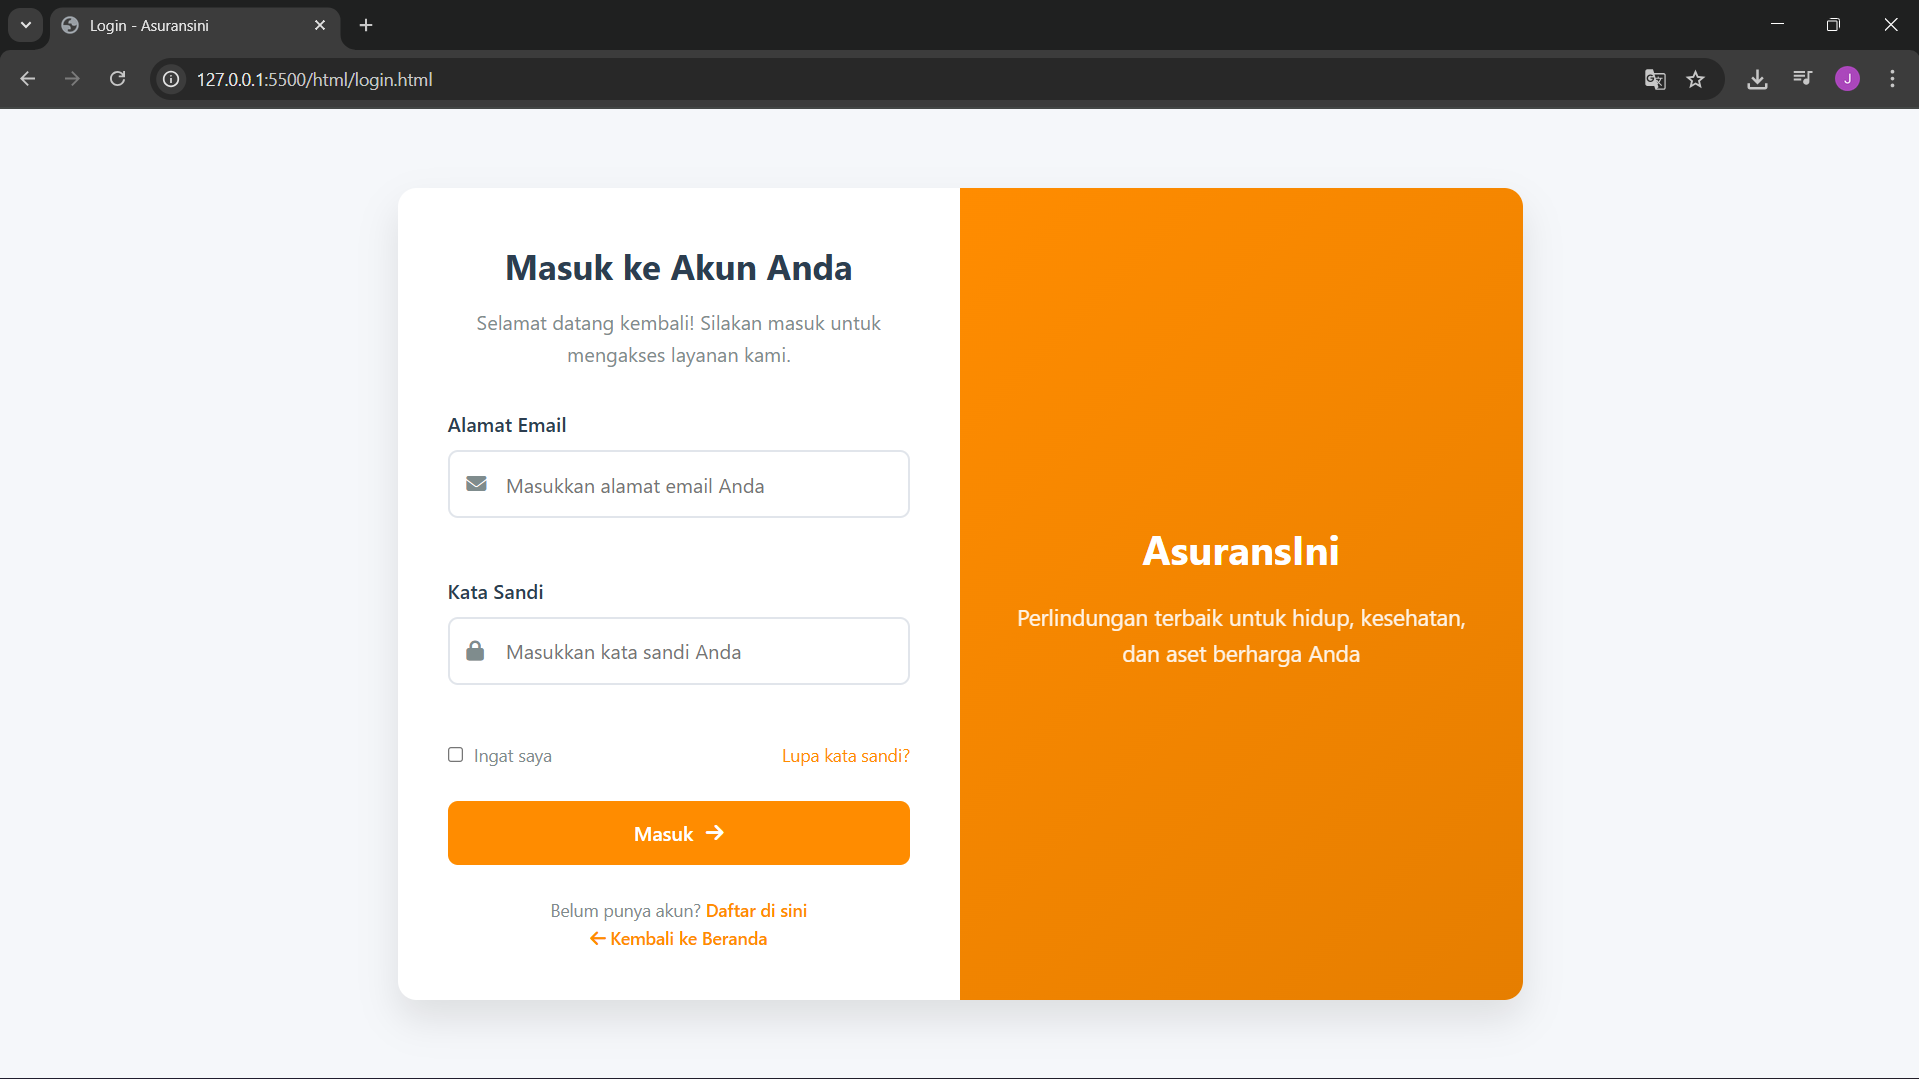 Login - Asuransini
127.0.0.1:5500/html/login.html
J
Masuk ke Akun Anda
Selamat datang kembali! Silakan masuk untuk
mengakses layanan kami.
Alamat Email
Masukkan alamat email Anda
Kata Sandi
Masukkan kata sandi Anda
Ingat saya
Lupa kata sandi?
Masuk →
Belum punya akun? Daftar di sini
← Kembali ke Beranda
AsuransIni
Perlindungan terbaik untuk hidup, kesehatan,
dan aset berharga Anda